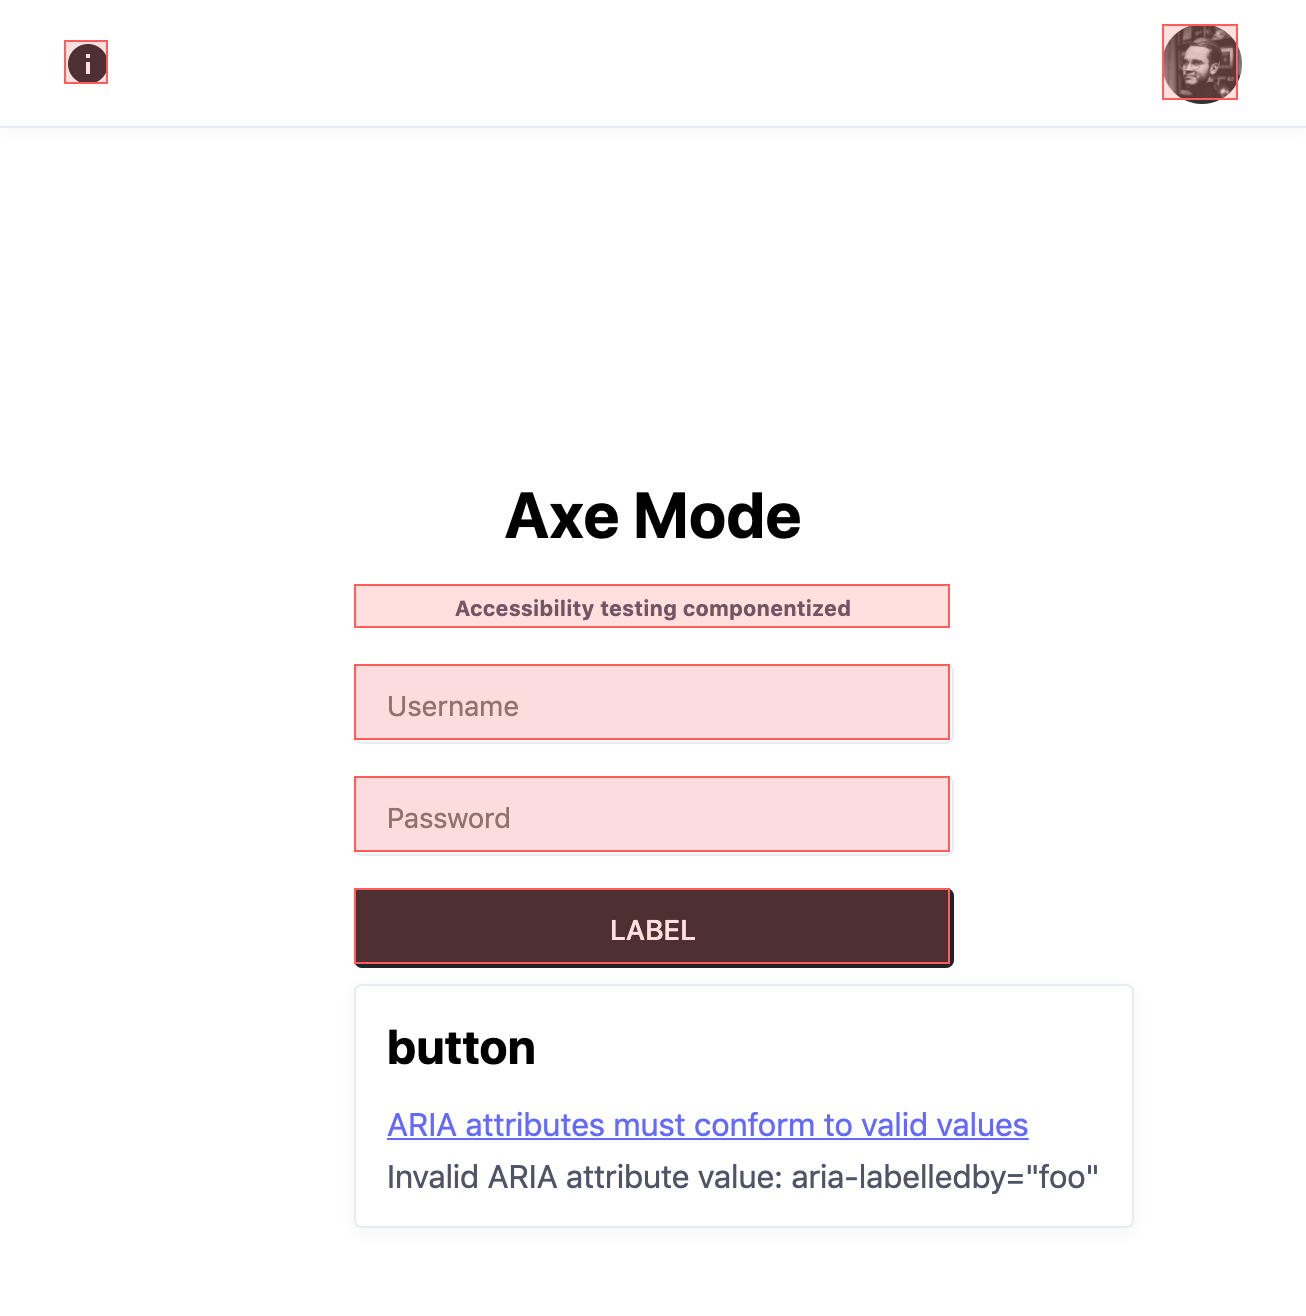 i
Axe Mode
Accessibility testing componentized
Username
Password
LABEL
button
ARIA attributes must conform to valid values
Invalid ARIA attribute value: aria-labelledby="foo"